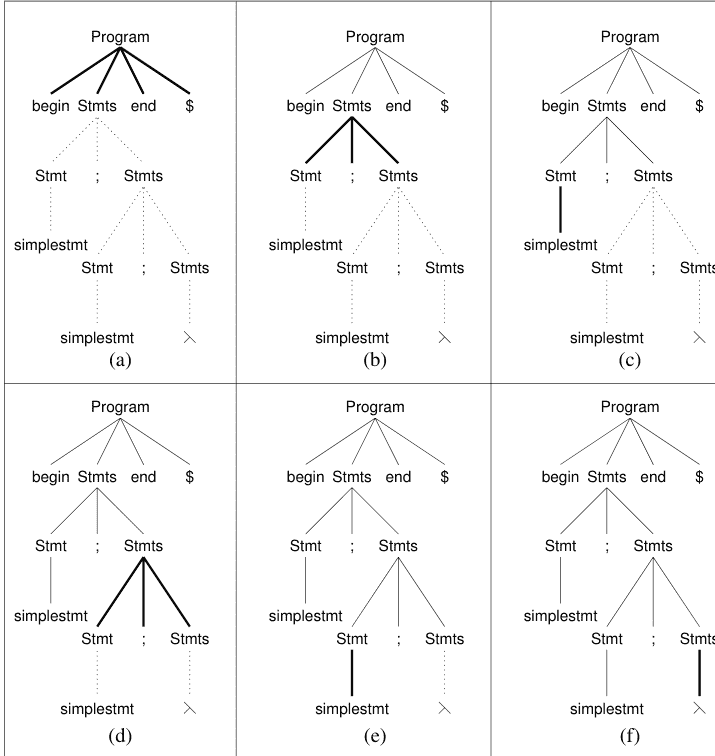 Program Program Program
begin Stmts end $ begin Stmts end $ begin Stmts end $
Stmt ; Stmts Stmt ; Stmts Stmt ; Stmts
simplestmt simplestmt simplestmt
Stmt ; Stmts Stmt ; Stmts Stmt ; Stmts
simplestmt λ simplestmt λ simplestmt λ
(a) (b) (c)
Program Program Program
begin Stmts end $ begin Stmts end $ begin Stmts end $
Stmt ; Stmts Stmt ; Stmts Stmt ; Stmts
simplestmt simplestmt simplestmt
Stmt ; Stmts Stmt ; Stmts Stmt ; Stmts
simplestmt λ simplestmt λ simplestmt λ
(d) (e) (f)